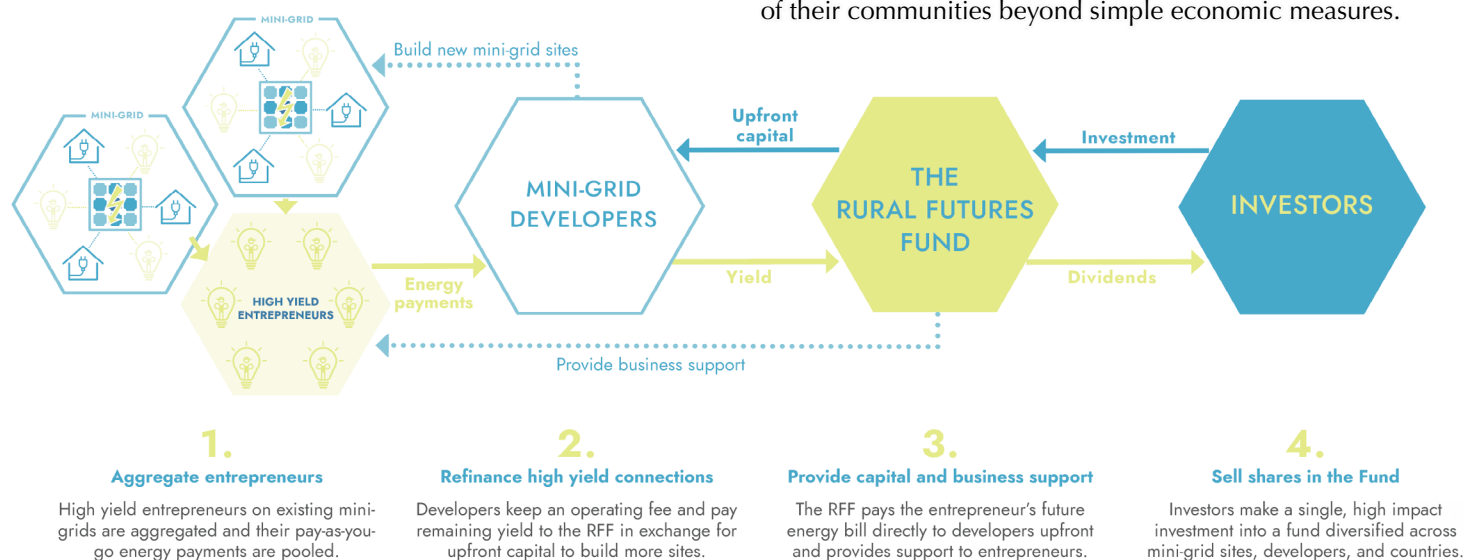 of their communities beyond simple economic measures.
MINI-GRID
Build new mini-grid sites
MINI-GRID
Upfront
capital
Investment
MINI-GRID
DEVELOPERS
THE
RURAL FUTURES
FUND
INVESTORS
HIGH YIELD
ENTREPRENEURS
Energy
payments
Yield
Dividends
Provide business support
1.
Aggregate entrepreneurs
High yield entrepreneurs on existing mini-
grids are aggregated and their pay-as-you-
go energy payments are pooled.
2.
Refinance high yield connections
Developers keep an operating fee and pay
remaining yield to the RFF in exchange for
upfront capital to build more sites.
3.
Provide capital and business support
The RFF pays the entrepreneur's future
energy bill directly to developers upfront
and provides support to entrepreneurs.
4.
Sell shares in the Fund
Investors make a single, high impact
investment into a fund diversified across
mini-grid sites, developers, and countries.